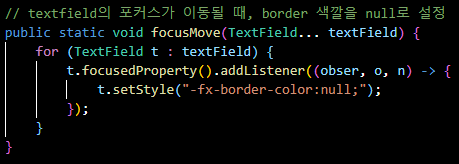 // textfield의 포커스가 이동될 때, border 색깔을 null로 설정
public static void focusMove(TextField... textField) {
    for (TextField t : textField) {
        t.focusedProperty().addListener((obser, o, n) -> {
            t.setStyle("-fx-border-color:null;");
        });
    }
}